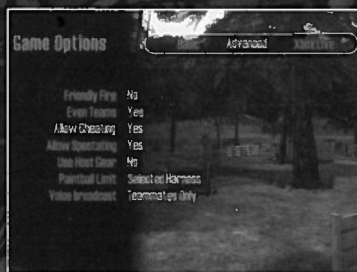 Game Options
Advanced
Xbox Live
Friendly Fire No
Even Teams Yes
Allow Cheating Yes
Allow Spectating Yes
Use Host Gear No
Paintball Limit Selected Harness
Voice broadcast Teammates Only